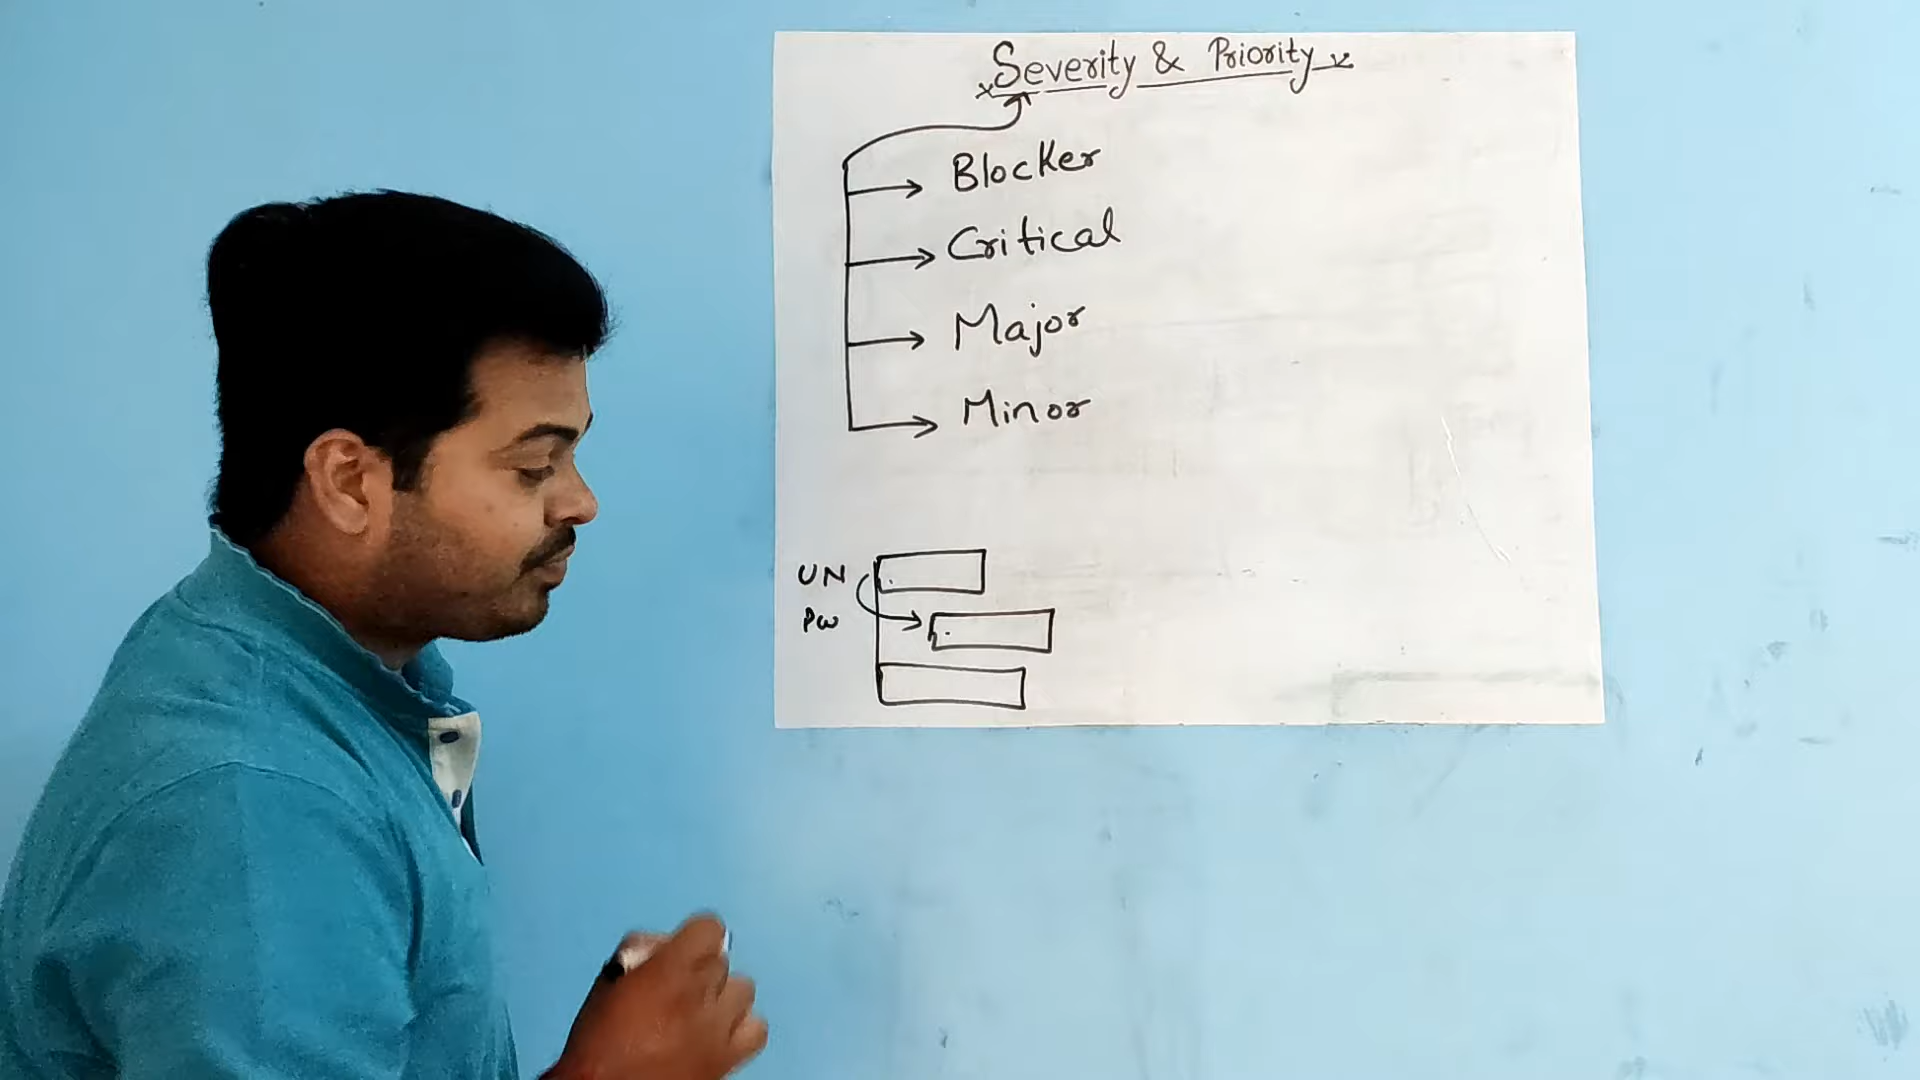 Severity & Priority
Blocker
Critical
Major
Minor
UN
PW